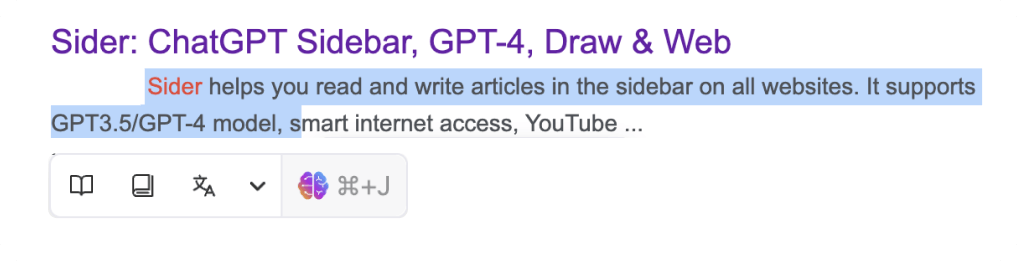 Sider: ChatGPT Sidebar, GPT-4, Draw & Web
Sider helps you read and write articles in the sidebar on all websites. It supports
GPT3.5/GPT-4 model, smart internet access, YouTube ...
⌘+J